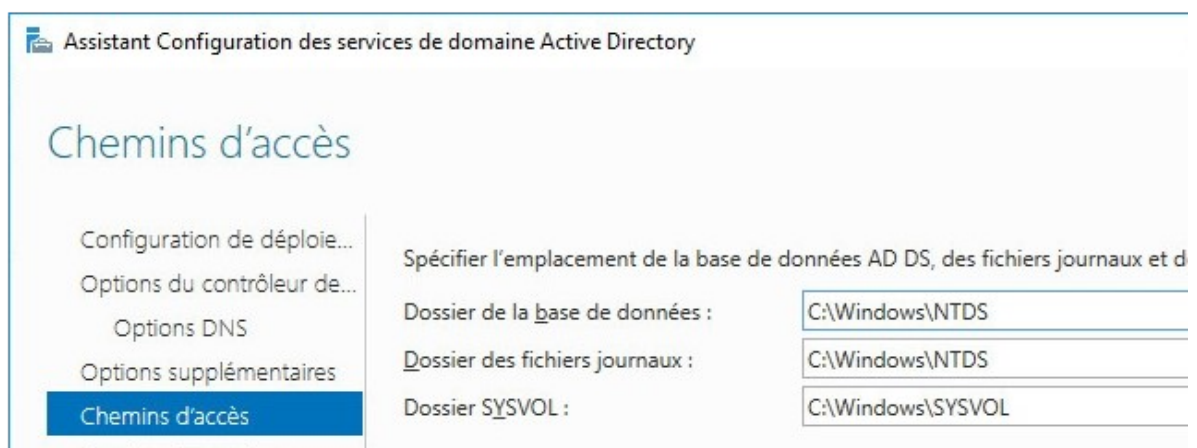 Assistant Configuration des services de domaine Active Directory
Chemins d'accès
Configuration de déploie...
Options du contrôleur de...
Options DNS
Options supplémentaires
Chemins d'accès
Spécifier l'emplacement de la base de données AD DS, des fichiers journaux et d
Dossier de la base de données : C:\Windows\NTDS
Dossier des fichiers journaux : C:\Windows\NTDS
Dossier SYSVOL : C:\Windows\SYSVOL